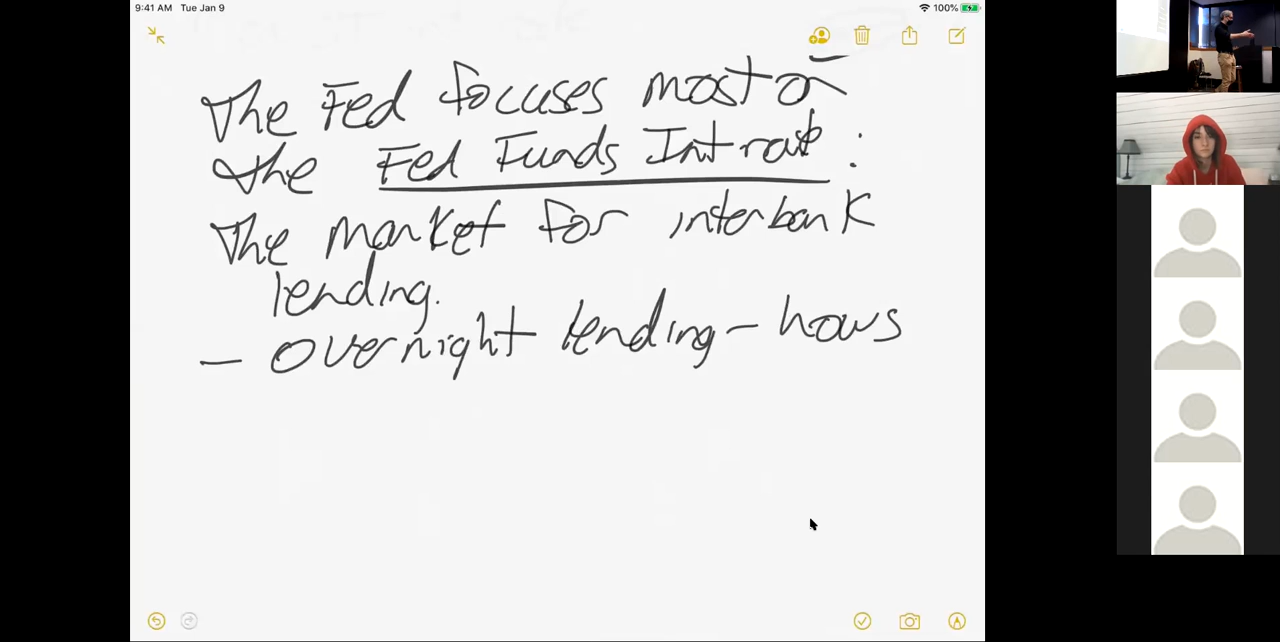 9:41 AM Tue Jan 9
100%
The Fed focuses most on
the Fed Funds Int rate:
The market for interbank
lending.
- overnight lending - hours